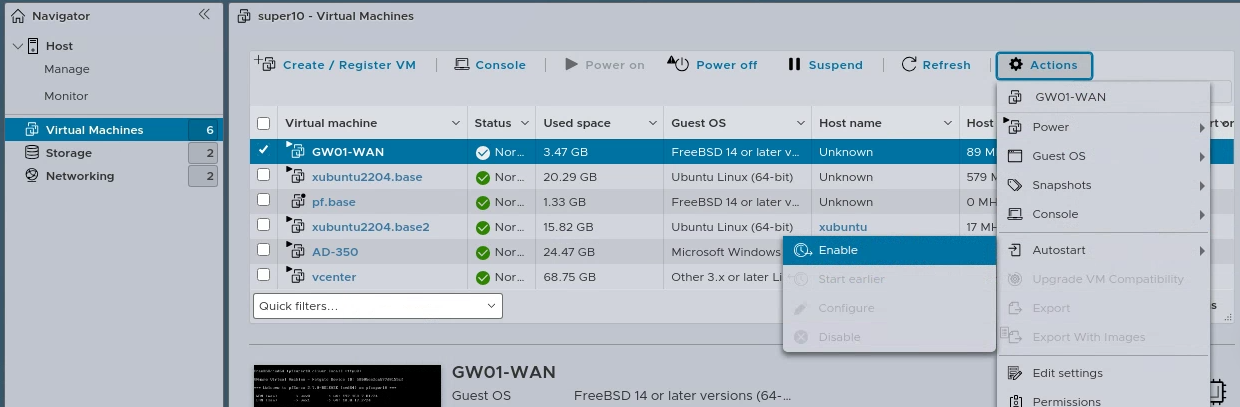 Navigator
super10 - Virtual Machines
Host
Manage
Monitor
Virtual Machines 6
Storage 2
Networking 2
Create / Register VM | Console | Power on Power off Suspend | Refresh | Actions
Virtual machine Status Used space Guest OS Host name Host
GW01-WAN Nor... 3.47 GB FreeBSD 14 or later v... Unknown 89 M
xubuntu2204.base Nor... 20.29 GB Ubuntu Linux (64-bit) Unknown 579 M
pf.base Nor... 1.33 GB FreeBSD 14 or later v... Unknown 0 MH
xubuntu2204.base2 Nor... 15.82 GB Ubuntu Linux (64-bit) xubuntu 17 MH
AD-350 Nor... 24.47 GB Microsoft Windows
vcenter Nor... 68.75 GB Other 3.x or later Li
Quick filters...
GW01-WAN
Power
Guest OS
Snapshots
Console
Autostart
Upgrade VM Compatibility
Export
Export With Images
Edit settings
Permissions
Enable
Start earlier
Configure
Disable
GW01-WAN
Guest OS FreeBSD 14 or later versions (64-...